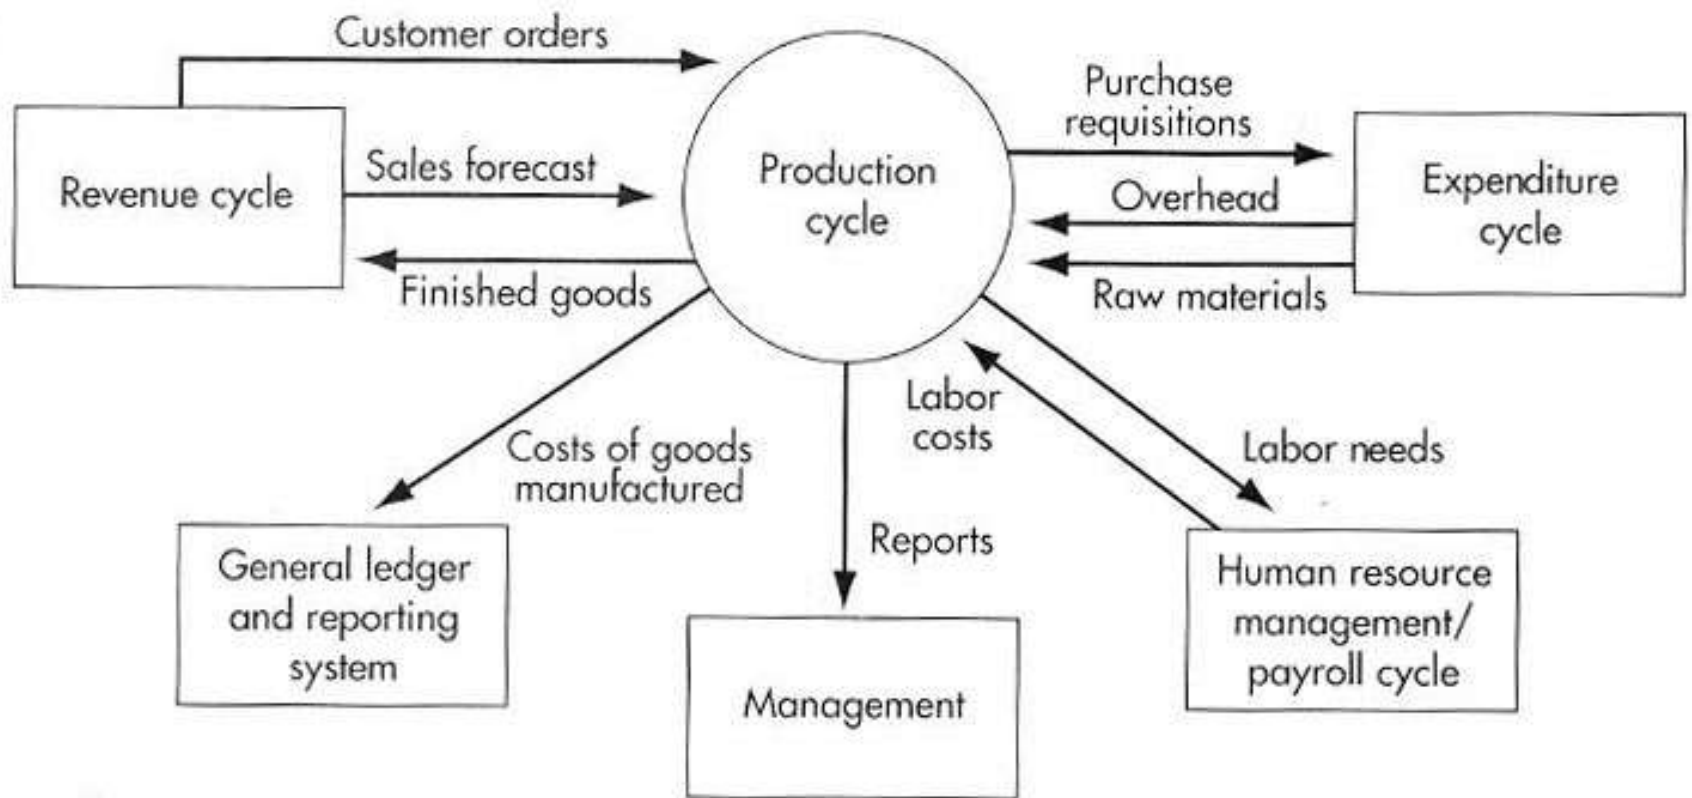 Customer orders
Revenue cycle
Sales forecast
Finished goods
Production
cycle
Purchase
requisitions
Overhead
Raw materials
Expenditure
cycle
Costs of goods
manufactured
Labor
costs
Labor needs
Reports
General ledger
and reporting
system
Management
Human resource
management/
payroll cycle